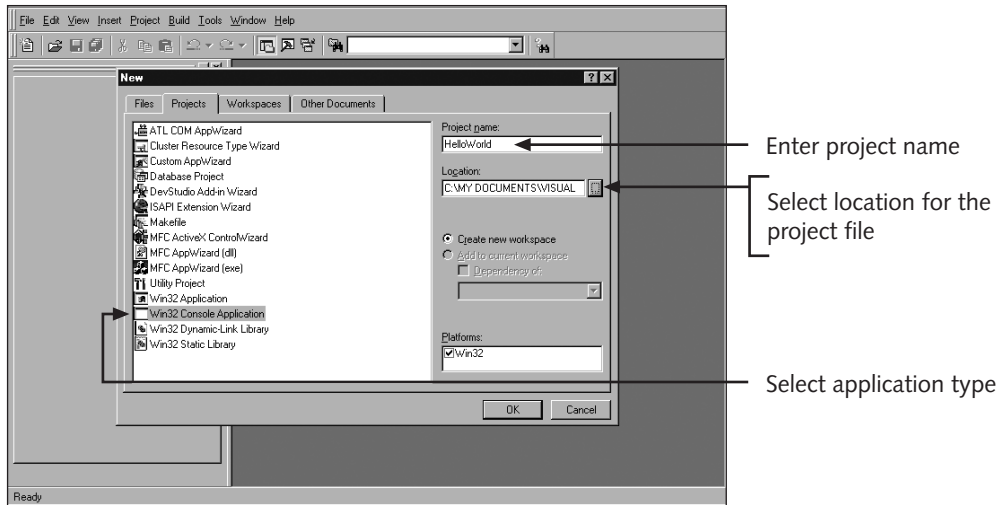 File Edit View Insert Project Build Tools Window Help
New
Files Projects Workspaces Other Documents
ATL COM AppWizard
Cluster Resource Type Wizard
Custom AppWizard
Database Project
DevStudio Add-in Wizard
ISAPI Extension Wizard
Makefile
MFC ActiveX ControlWizard
MFC AppWizard (dll)
MFC AppWizard (exe)
Utility Project
Win32 Application
Win32 Console Application
Win32 Dynamic-Link Library
Win32 Static Library
Project name:
HelloWorld
Location:
C:\MY DOCUMENTS\VISUAL
Create new workspace
Add to current workspace
Dependency of:
Platforms:
Win32
OK Cancel
Ready
Enter project name
Select location for the
project file
Select application type